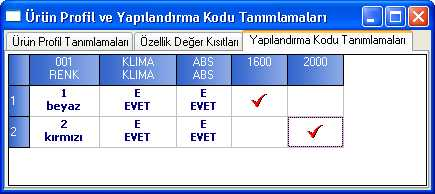 Ürün Profil ve Yapılandırma Kodu Tanımlamaları
Ürün Profil Tanımlamaları Özellik Değer Kısıtları Yapılandırma Kodu Tanımlamaları
001 KLIMA ABS 1600 2000
RENK KLIMA ABS
1 1 E E
beyaz EVET EVET
2 2 E E
kırmızı EVET EVET